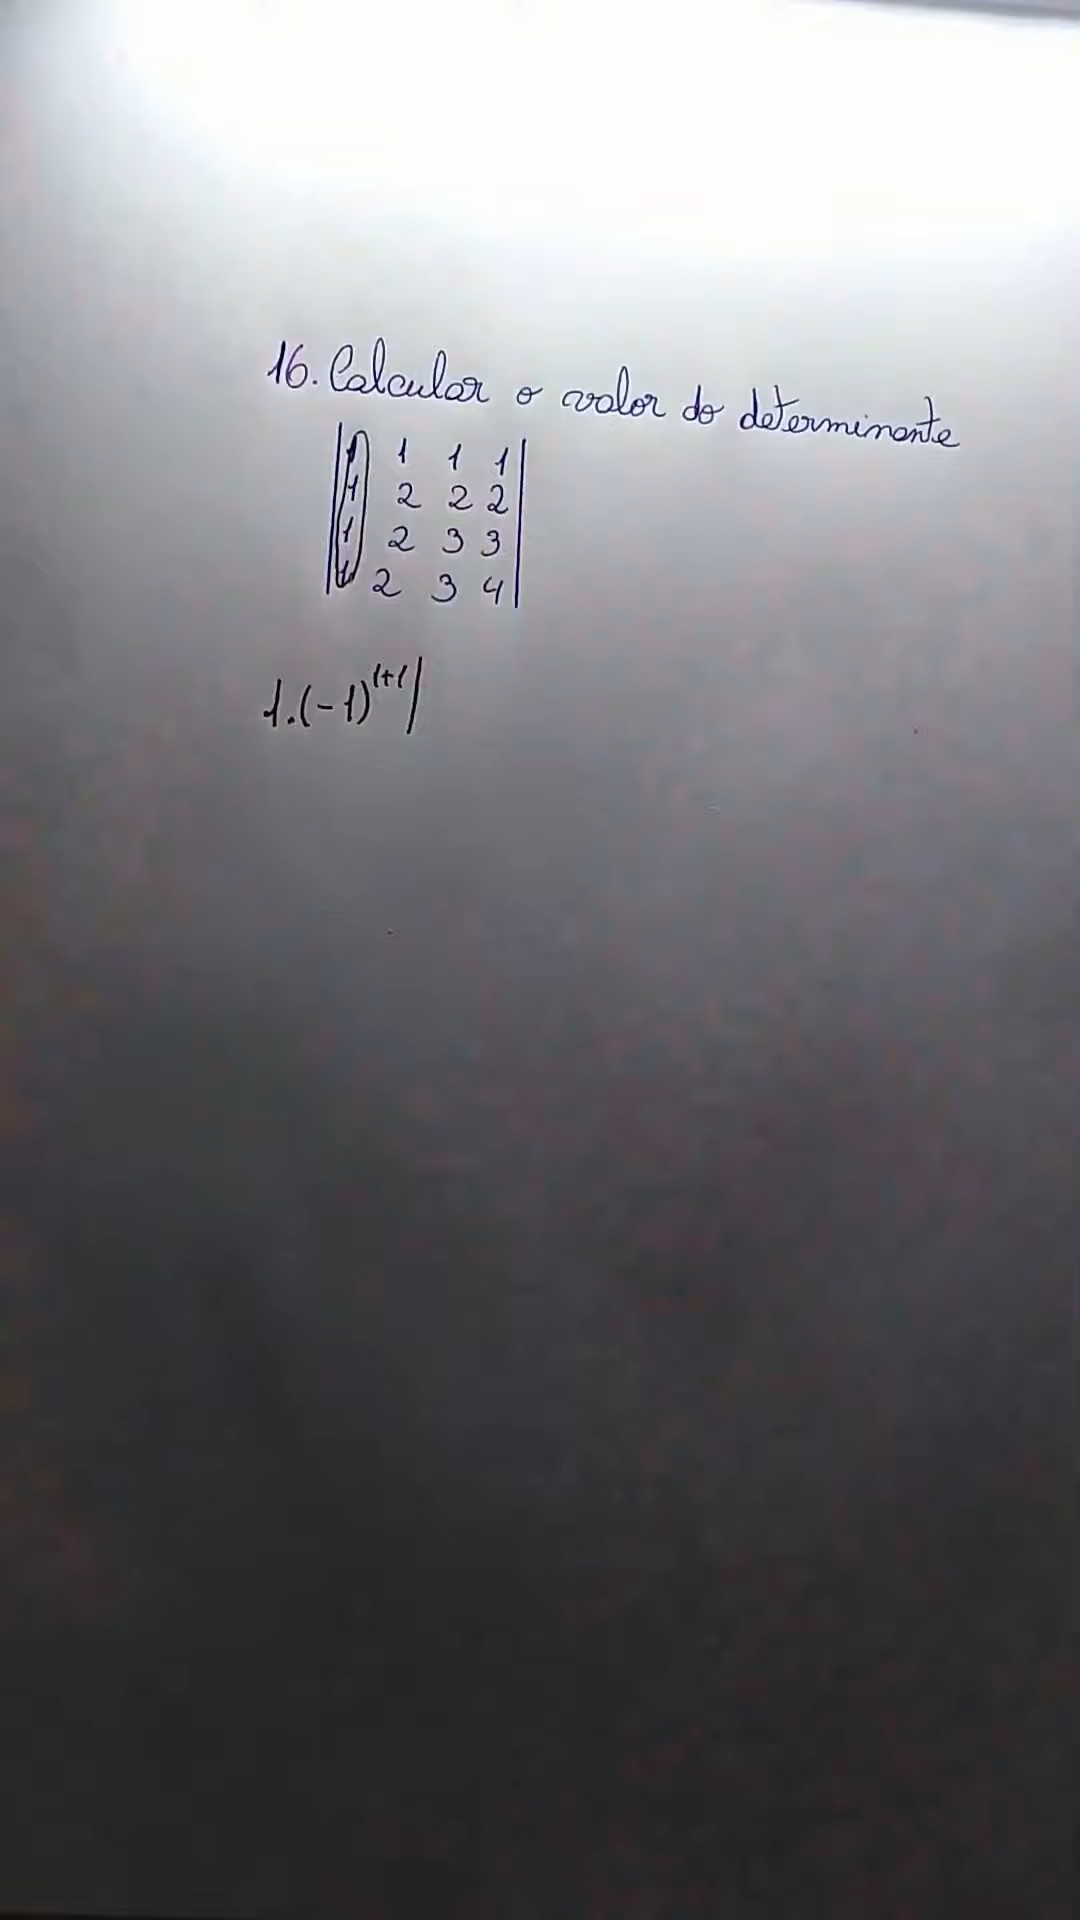 16. Calcular o valor do determinante
|1 1 1 1|
|1 2 2 2|
|1 2 3 3|
|1 2 3 4|
1.(-1)¹⁺¹|